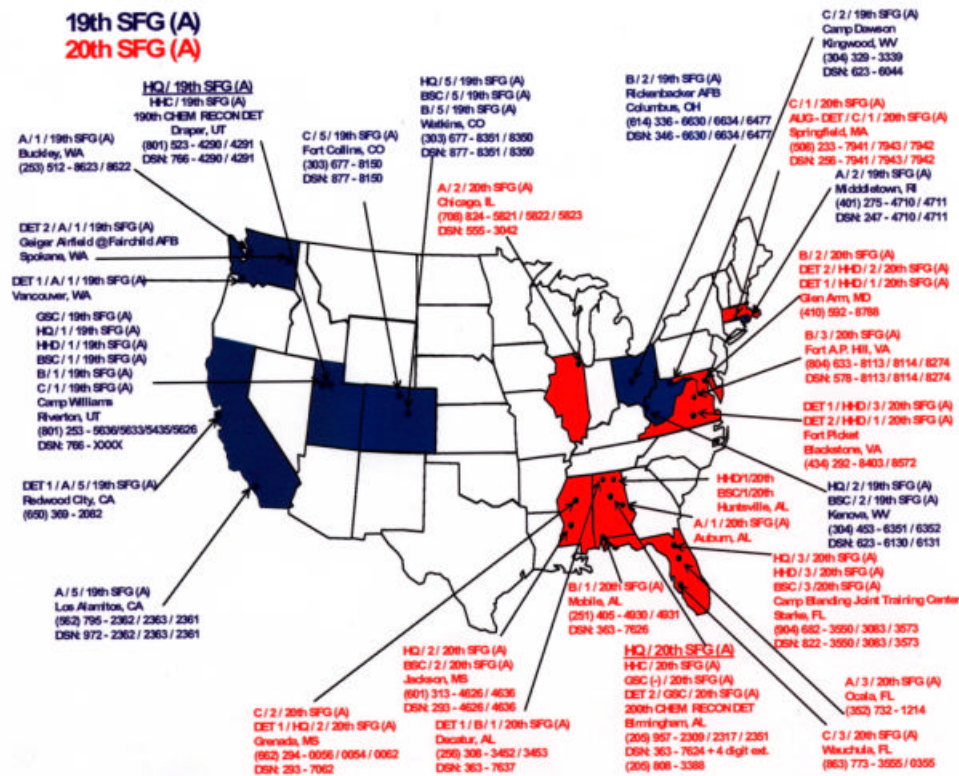 19th SFG (A)
20th SFG (A)
HQ / 19th SFG (A)
HHC / 19th SFG (A)
190th CHEM RECON DET
Draper, UT
(801) 523 - 4290 / 4291
DSN: 766 - 4290 / 4291
A / 1 / 19th SFG (A)
Buckley, WA
(253) 512 - 8623 / 8622
C / 5 / 19th SFG (A)
Fort Collins, CO
(303) 677 - 8150
DSN: 877 - 8150
HQ / 5 / 19th SFG (A)
BSC / 5 / 19th SFG (A)
B / 5 / 19th SFG (A)
Watkins, CO
(303) 677 - 8351 / 8350
DSN: 877 - 8351 / 8350
A / 2 / 20th SFG (A)
Chicago, IL
(708) 824 - 5821 / 5822 / 5823
DSN: 555 - 3042
B / 2 / 19th SFG (A)
Rickenbacker AFB
Columbus, OH
(614) 336 - 6630 / 6634 / 6477
DSN: 346 - 6630 / 6634 / 6477
C / 2 / 19th SFG (A)
Camp Dawson
Kingwood, WV
(304) 329 - 3339
DSN: 623 - 6044
C / 1 / 20th SFG (A)
AUG - DET / C / 1 / 20th SFG (A)
Springfield, MA
(508) 233 - 7941 / 7943 / 7942
DSN: 256 - 7941 / 7943 / 7942
A / 2 / 19th SFG (A)
Midddletown, RI
(401) 275 - 4710 / 4711
DSN: 247 - 4710 / 4711
B / 2 / 20th SFG (A)
DET 2 / HHD / 2 / 20th SFG (A)
DET 1 / HHD / 1 / 20th SFG (A)
Glen Arm, MD
(410) 592 - 8788
B / 3 / 20th SFG (A)
Fort A.P. Hill, VA
(804) 633 - 8113 / 8114 / 8274
DSN: 578 - 8113 / 8114 / 8274
DET 1 / HHD / 3 / 20th SFG (A)
DET 2 / HHD / 1 / 20th SFG (A)
Fort Picket
Blackstone, VA
(434) 292 - 8403 / 8572
HQ / 2 / 19th SFG (A)
BSC / 2 / 19th SFG (A)
Kenova, WV
(304) 453 - 6351 / 6352
DSN: 623 - 6130 / 6131
DET 2 / A / 1 / 19th SFG (A)
Geiger Airfield @ Fairchild AFB
Spokane, WA
DET 1 / A / 1 / 19th SFG (A)
Vancouver, WA
GSC / 19th SFG (A)
HQ / 1 / 19th SFG (A)
HHD / 1 / 19th SFG (A)
BSC / 1 / 19th SFG (A)
B / 1 / 19th SFG (A)
C / 1 / 19th SFG (A)
Camp Williams
Riverton, UT
(801) 253 - 5636/5633/5435/5626
DSN: 766 - XXXX
DET 1 / A / 5 / 19th SFG (A)
Redwood City, CA
(650) 369 - 2082
A / 5 / 19th SFG (A)
Los Alamitos, CA
(562) 795 - 2362 / 2363 / 2361
DSN: 972 - 2362 / 2363 / 2361
HHD/1/20th
BSC/1/20th
Huntsville, AL
A / 1 / 20th SFG (A)
Auburn, AL
HQ / 3 / 20th SFG (A)
HHD / 3 / 20th SFG (A)
BSC / 3 / 20th SFG (A)
Camp Blanding Joint Training Center
Starke, FL
(904) 682 - 3550 / 3083 / 3573
DSN: 822 - 3550 / 3083 / 3573
A / 3 / 20th SFG (A)
Ocala, FL
(352) 732 - 1214
C / 3 / 20th SFG (A)
Wauchula, FL
(863) 773 - 3555 / 0355
B / 1 / 20th SFG (A)
Mobile, AL
(251) 405 - 4930 / 4931
DSN: 363 - 7626
HQ / 20th SFG (A)
HHC / 20th SFG (A)
GSC (-) / 20th SFG (A)
DET 2 / GSC / 20th SFG (A)
200th CHEM RECON DET
Birmingham, AL
(205) 957 - 2309 / 2317 / 2351
DSN: 363 - 7624 + 4 digit ext.
(205) 808 - 3388
HQ / 2 / 20th SFG (A)
BSC / 2 / 20th SFG (A)
Jackson, MS
(601) 313 - 4626 / 4636
DSN: 293 - 4626 / 4636
C / 2 / 20th SFG (A)
DET 1 / HQ / 2 / 20th SFG (A)
Grenada, MS
(662) 294 - 0056 / 0054 / 0062
DSN: 293 - 7062
DET 1 / B / 1 / 20th SFG (A)
Decatur, AL
(256) 308 - 3452 / 3453
DSN: 363 - 7637